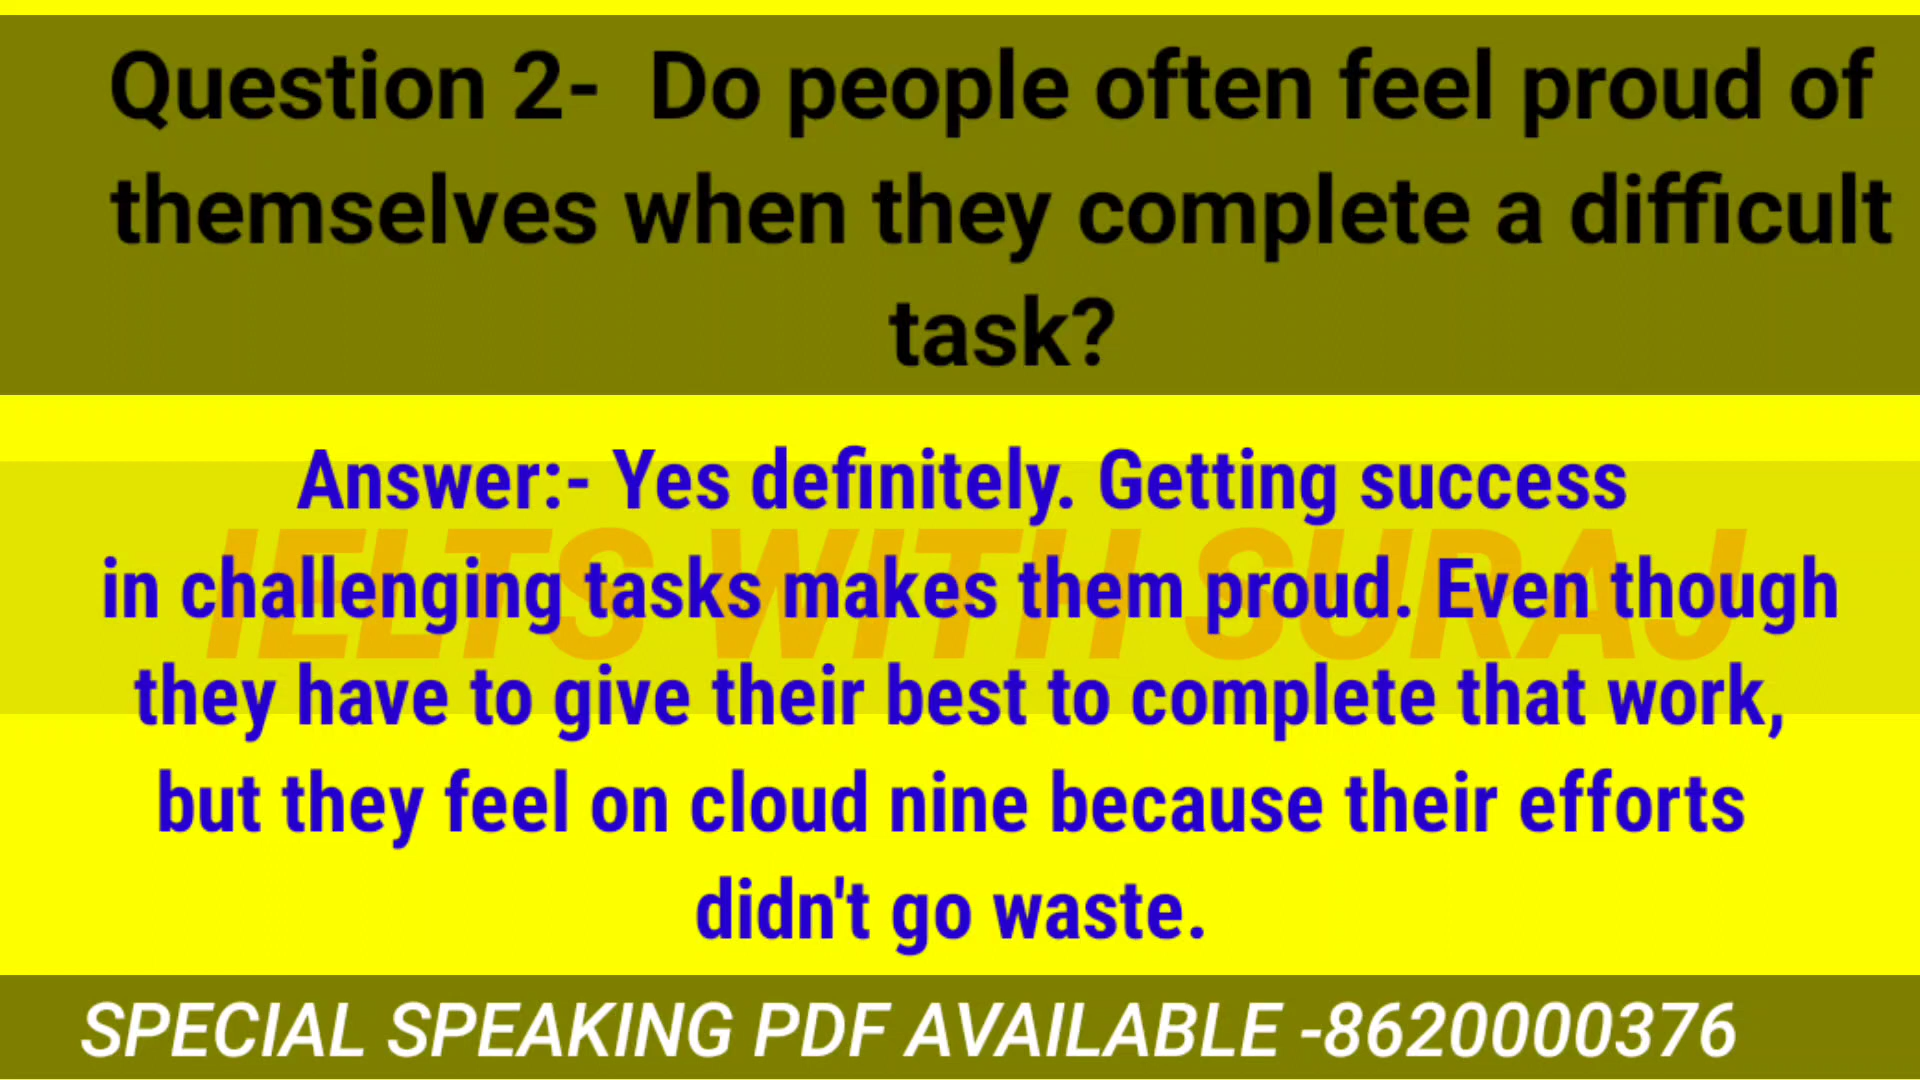 Question 2- Do people often feel proud of
themselves when they complete a difficult
task?
Answer:- Yes definitely. Getting success
in challenging tasks makes them proud. Even though
IELTS WITH SURAJ
they have to give their best to complete that work,
but they feel on cloud nine because their efforts
didn't go waste.
SPECIAL SPEAKING PDF AVAILABLE -8620000376